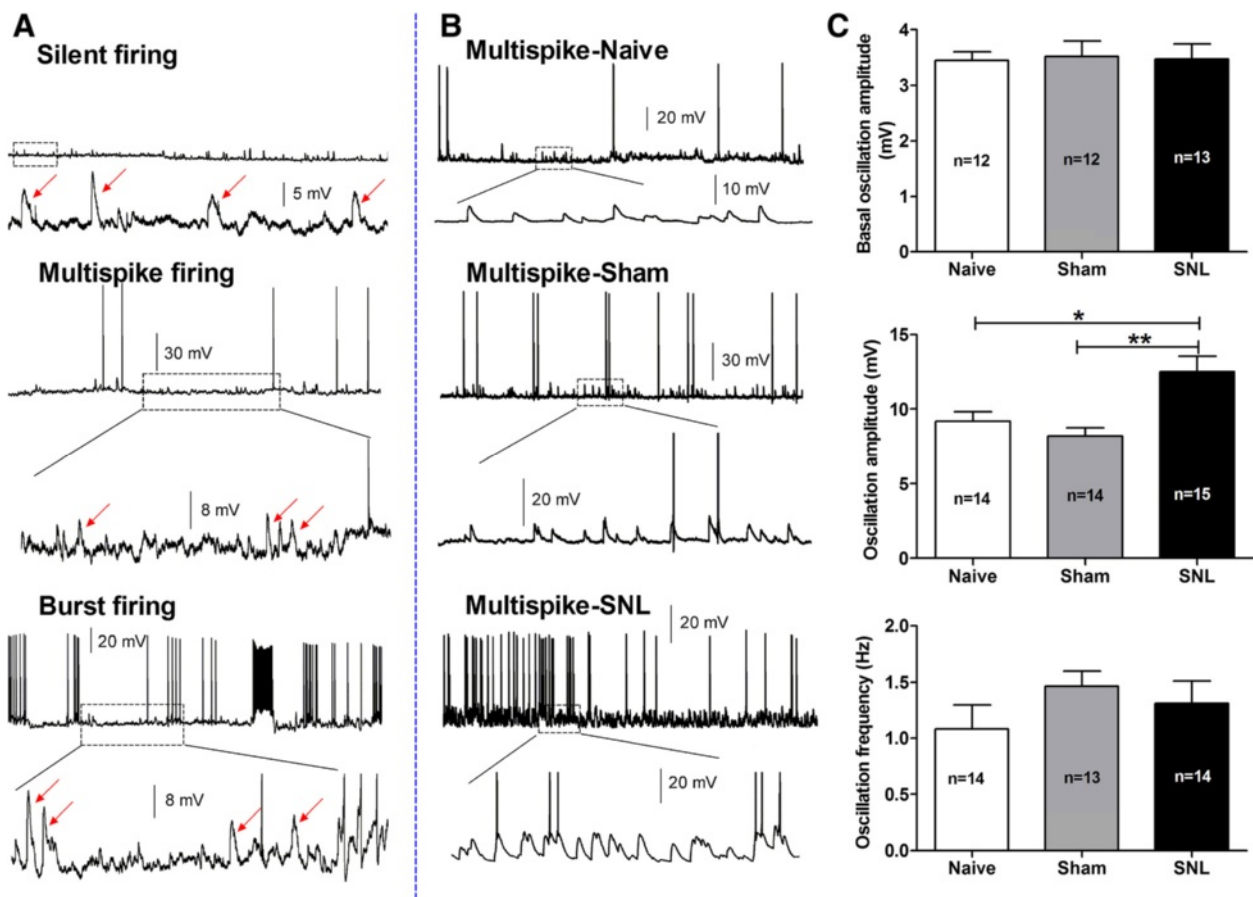 A
Silent firing
5 mV
Multispike firing
30 mV
8 mV
Burst firing
20 mV
8 mV
B
Multispike-Naive
20 mV
10 mV
Multispike-Sham
30 mV
20 mV
Multispike-SNL
20 mV
20 mV
C
Basal oscillation amplitude
(mV)
4
3
2
1
0
n=12
n=12
n=13
Naive
Sham
SNL
Oscillation amplitude (mV)
15
10
5
0
*
**
n=14
n=14
n=15
Naive
Sham
SNL
Oscillation frequency (Hz)
2.0
1.5
1.0
0.5
0.0
n=14
n=13
n=14
Naive
Sham
SNL